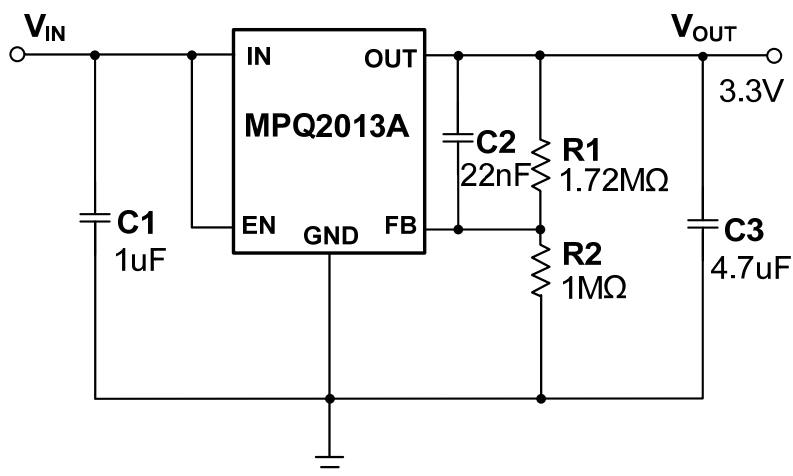 VIN
VOUT
3.3V
IN
OUT
MPQ2013A
EN
GND
FB
C1
1uF
C2
22nF
R1
1.72MΩ
R2
1MΩ
C3
4.7uF